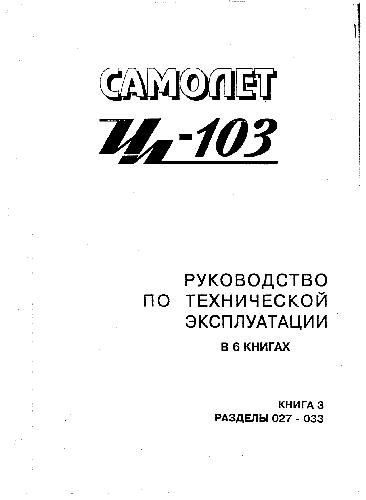 САМОЛЕТ
Ил-103
РУКОВОДСТВО
ПО ТЕХНИЧЕСКОЙ
ЭКСПЛУАТАЦИИ
В 6 КНИГАХ
КНИГА 3
РАЗДЕЛЫ 027 - 033